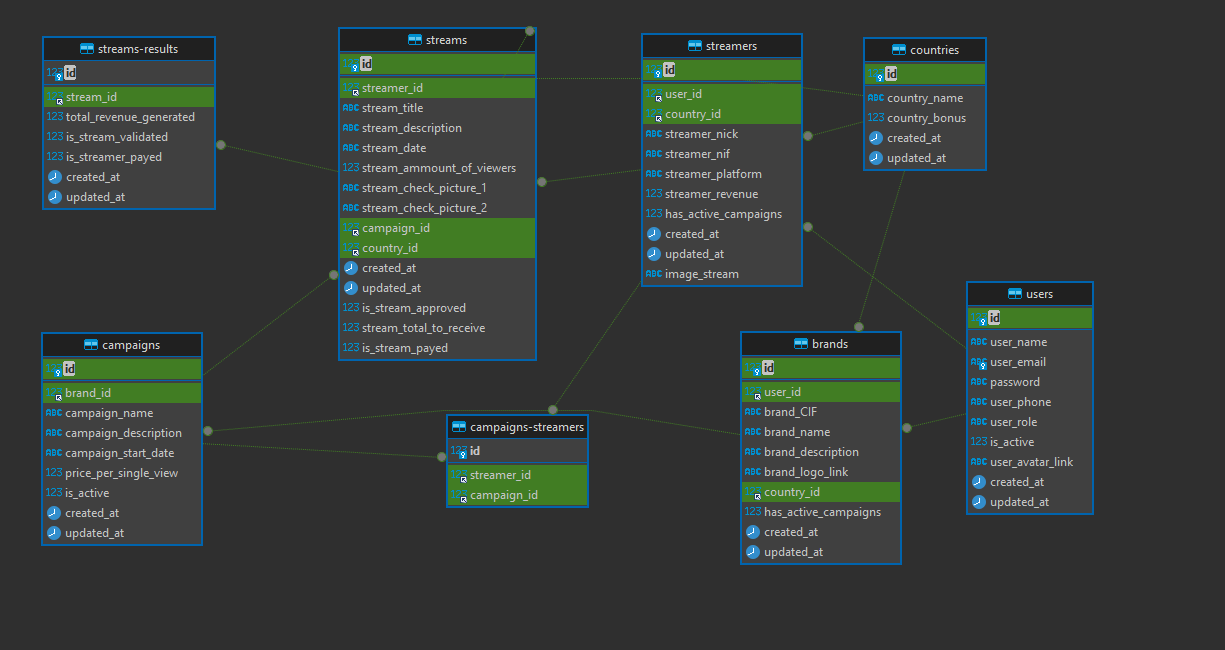 streams-results
123 id
123 stream_id
123 total_revenue_generated
123 is_stream_validated
123 is_streamer_payed
created_at
updated_at
streams
123 id
123 streamer_id
ABC stream_title
ABC stream_description
ABC stream_date
123 stream_ammount_of_viewers
ABC stream_check_picture_1
ABC stream_check_picture_2
123 campaign_id
123 country_id
created_at
updated_at
123 is_stream_approved
123 stream_total_to_receive
123 is_stream_payed
streamers
123 id
123 user_id
123 country_id
ABC streamer_nick
ABC streamer_nif
ABC streamer_platform
123 streamer_revenue
123 has_active_campaigns
created_at
updated_at
ABC image_stream
countries
123 id
ABC country_name
123 country_bonus
created_at
updated_at
campaigns
123 id
123 brand_id
ABC campaign_name
ABC campaign_description
ABC campaign_start_date
123 price_per_single_view
123 is_active
created_at
updated_at
campaigns-streamers
123 id
123 streamer_id
123 campaign_id
brands
123 id
123 user_id
ABC brand_CIF
ABC brand_name
ABC brand_description
ABC brand_logo_link
123 country_id
123 has_active_campaigns
created_at
updated_at
users
123 id
ABC user_name
ABC user_email
ABC password
ABC user_phone
ABC user_role
123 is_active
ABC user_avatar_link
created_at
updated_at